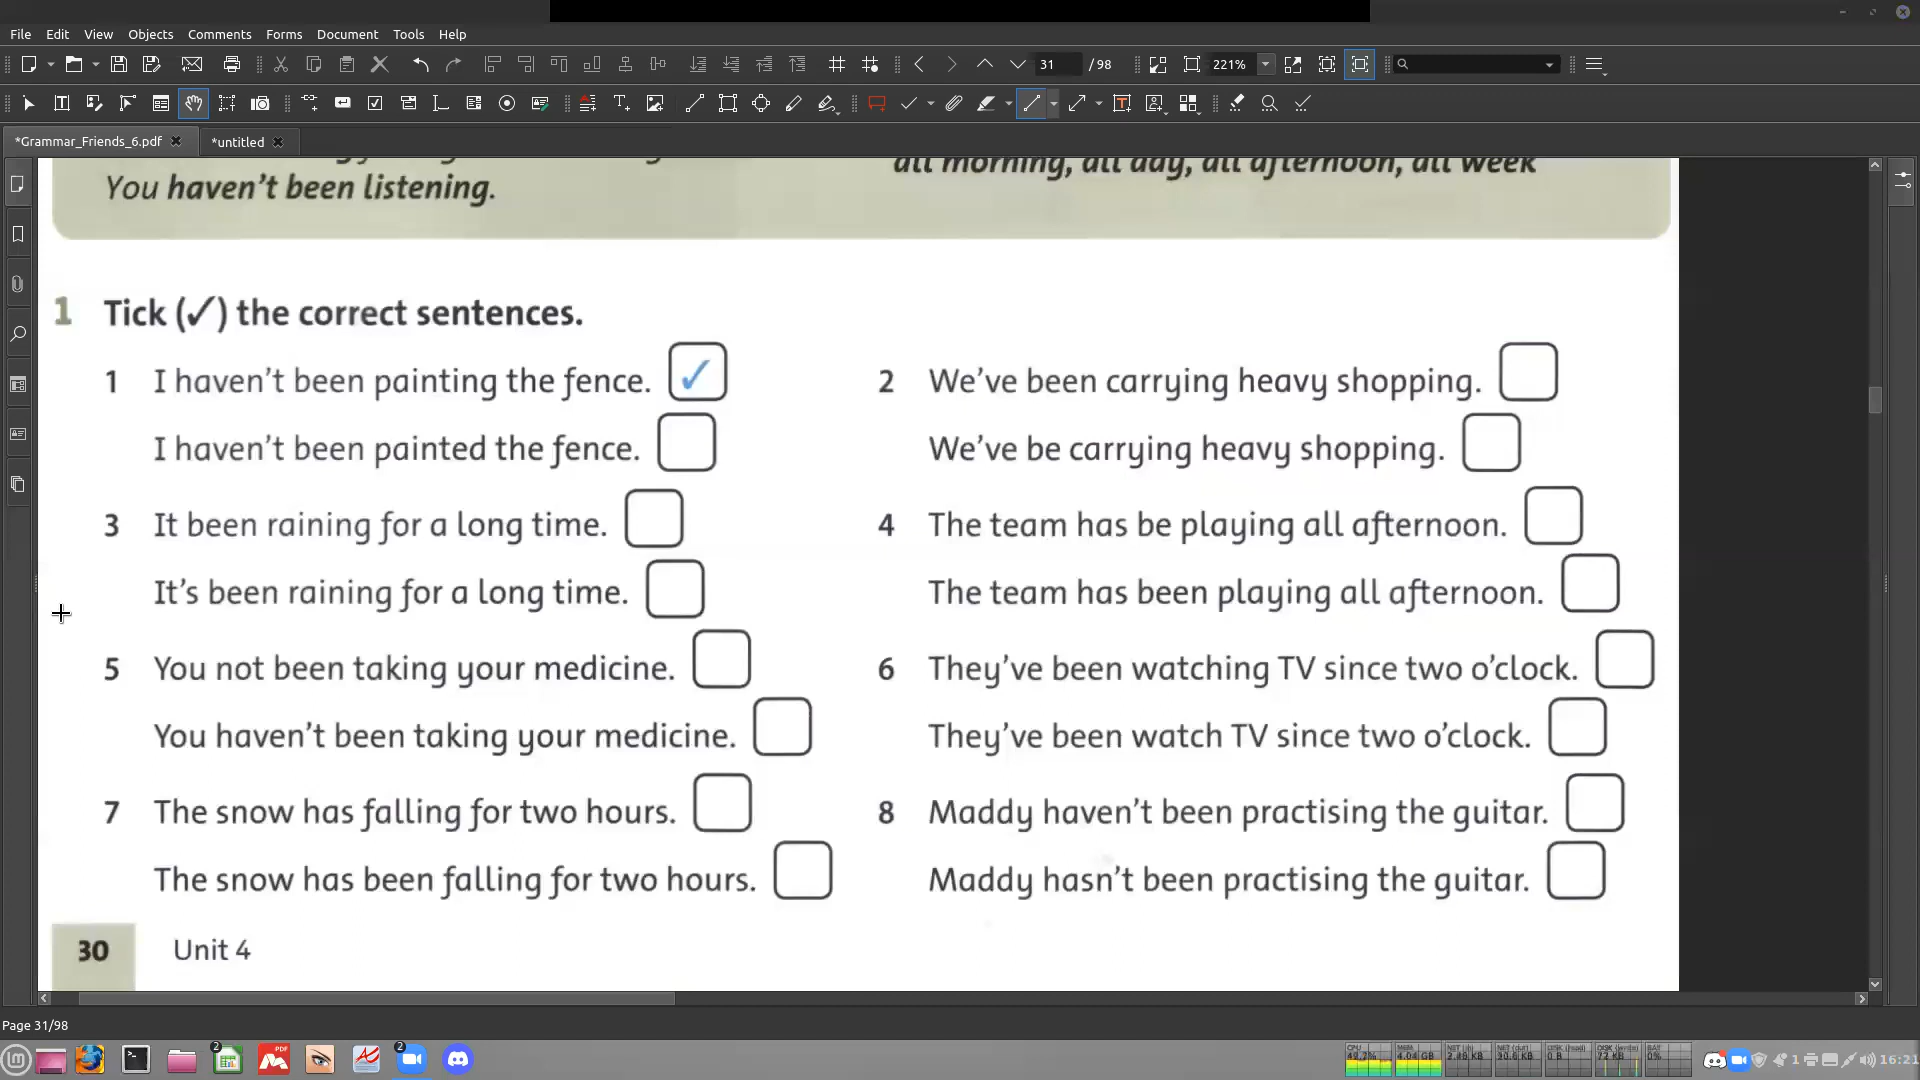 File Edit View Objects Comments Forms Document Tools Help
31 / 98 221%
*Grammar_Friends_6.pdf *untitled
all morning, all day, all afternoon, all week
You haven't been listening.
1 Tick (✓) the correct sentences.
1 I haven't been painting the fence. ✓
I haven't been painted the fence.
2 We've been carrying heavy shopping.
We've be carrying heavy shopping.
3 It been raining for a long time.
It's been raining for a long time.
4 The team has be playing all afternoon.
The team has been playing all afternoon.
5 You not been taking your medicine.
You haven't been taking your medicine.
6 They've been watching TV since two o'clock.
They've been watch TV since two o'clock.
7 The snow has falling for two hours.
The snow has been falling for two hours.
8 Maddy haven't been practising the guitar.
Maddy hasn't been practising the guitar.
30 Unit 4
Page 31/98
16:21